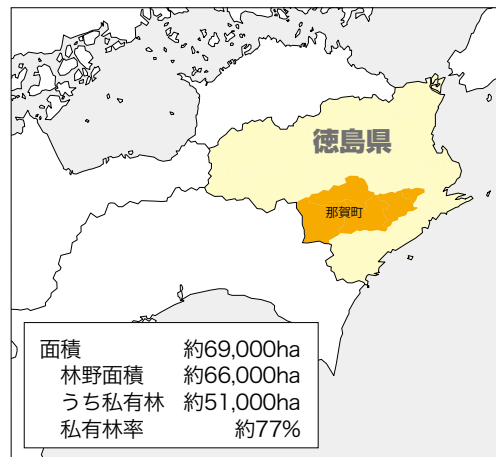 徳島県
那賀町
面積 約69,000ha
林野面積 約66,000ha
うち私有林 約51,000ha
私有林率 約77%